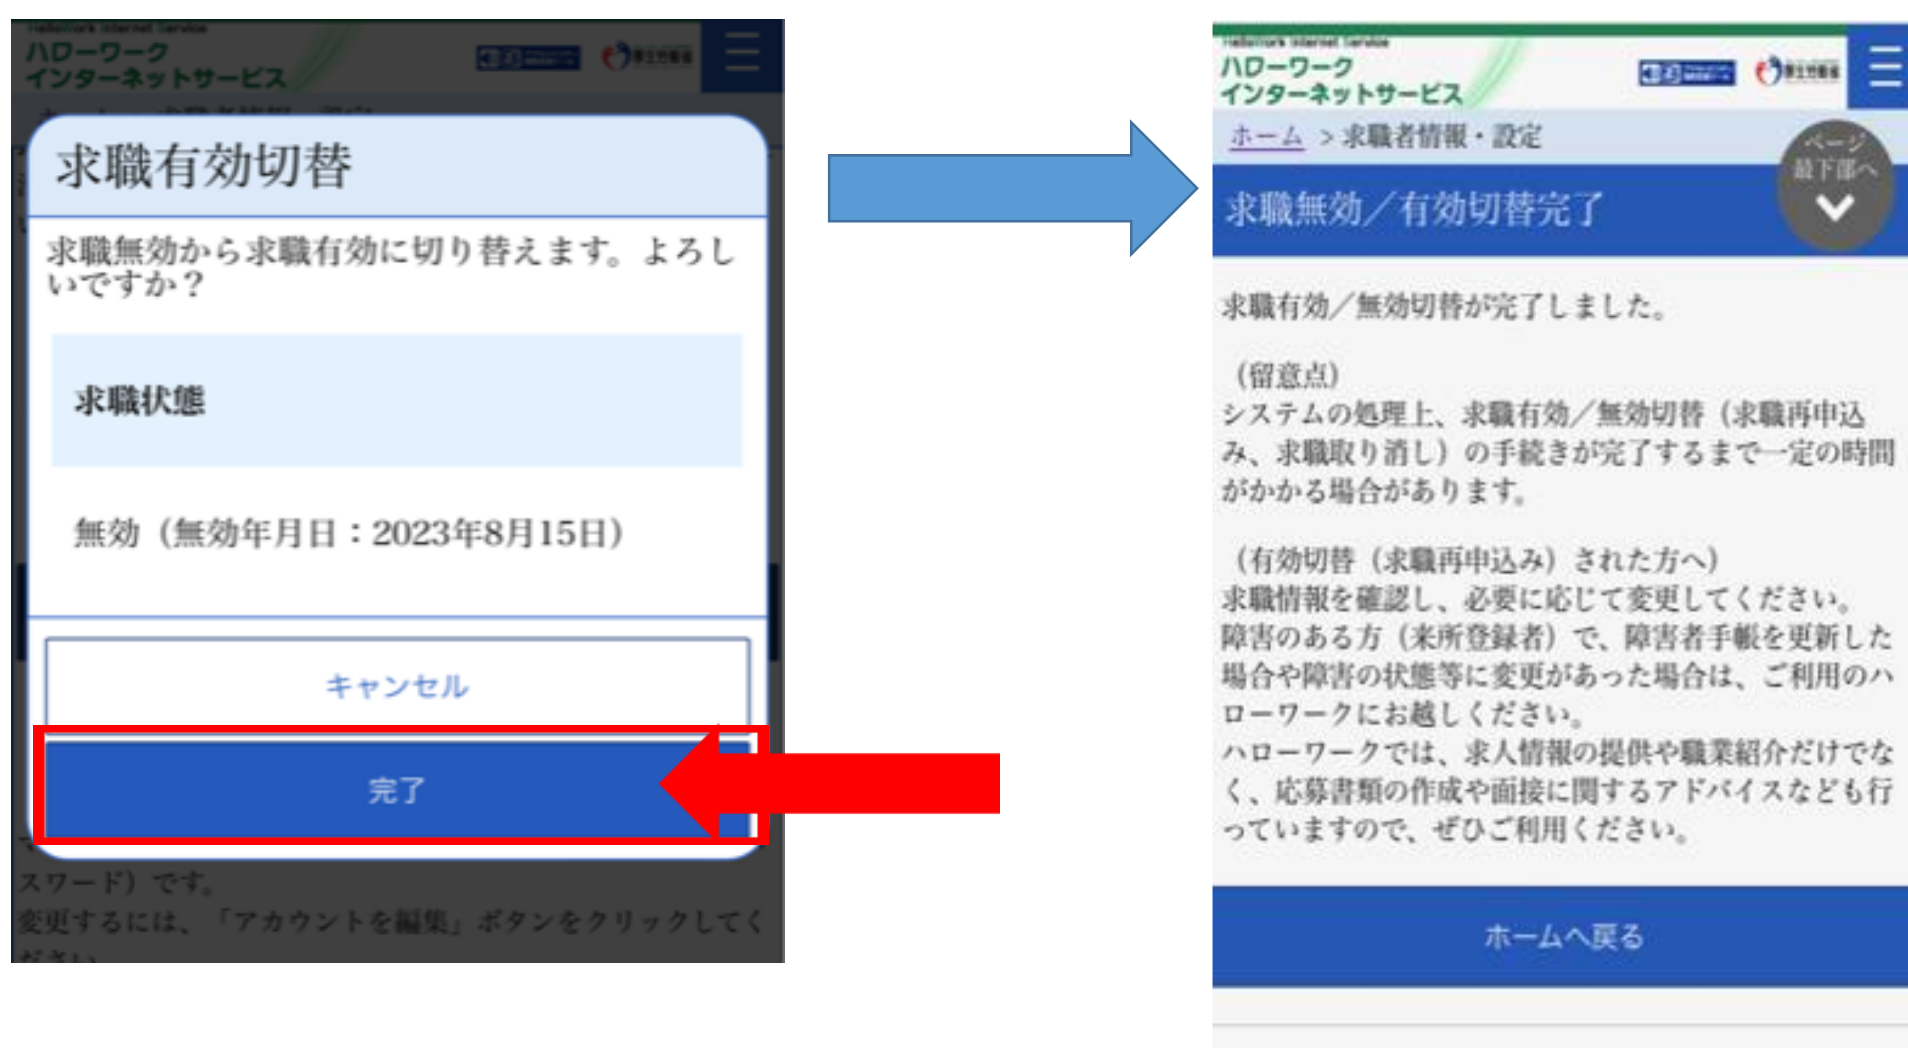 HelloWork Internet Service
ハローワーク
インターネットサービス
求職有効切替
求職無効から求職有効に切り替えます。よろし
いですか？
求職状態
無効（無効年月日：2023年8月15日）
キャンセル
完了
スワード）です。
変更するには、「アカウントを編集」ボタンをクリックしてく
ださい
HelloWork Internet Service
ハローワーク
インターネットサービス
厚生労働省
ホーム ＞求職者情報・設定
ページ
最下部へ
求職無効／有効切替完了
求職有効／無効切替が完了しました。
（留意点）
システムの処理上、求職有効／無効切替（求職再申込
み、求職取り消し）の手続きが完了するまで一定の時間
がかかる場合があります。
（有効切替（求職再申込み）された方へ）
求職情報を確認し、必要に応じて変更してください。
障害のある方（来所登録者）で、障害者手帳を更新した
場合や障害の状態等に変更があった場合は、ご利用のハ
ローワークにお越しください。
ハローワークでは、求人情報の提供や職業紹介だけでな
く、応募書類の作成や面接に関するアドバイスなども行
っていますので、ぜひご利用ください。
ホームへ戻る